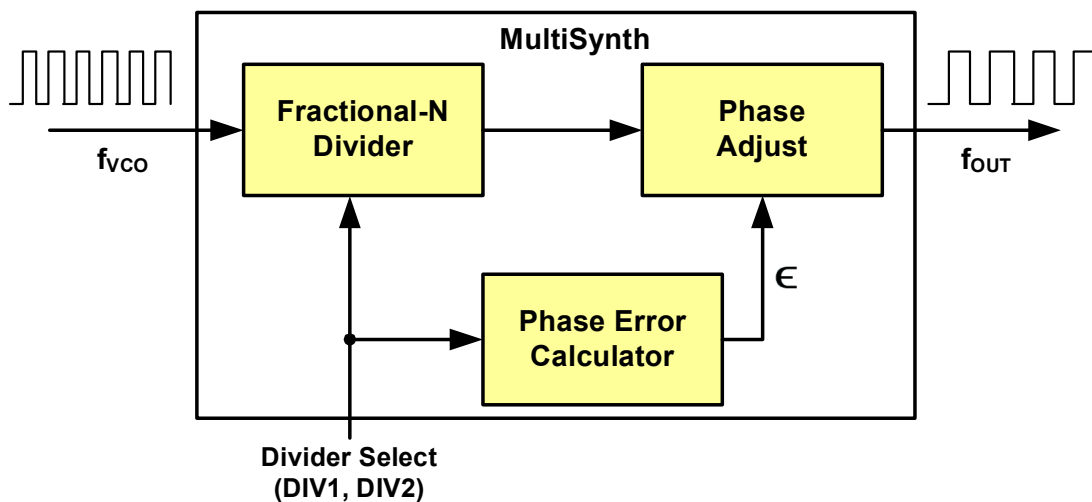 MultiSynth
Fractional-N
Divider
Phase
Adjust
fVCO
fOUT
ϵ
Phase Error
Calculator
Divider Select
(DIV1, DIV2)